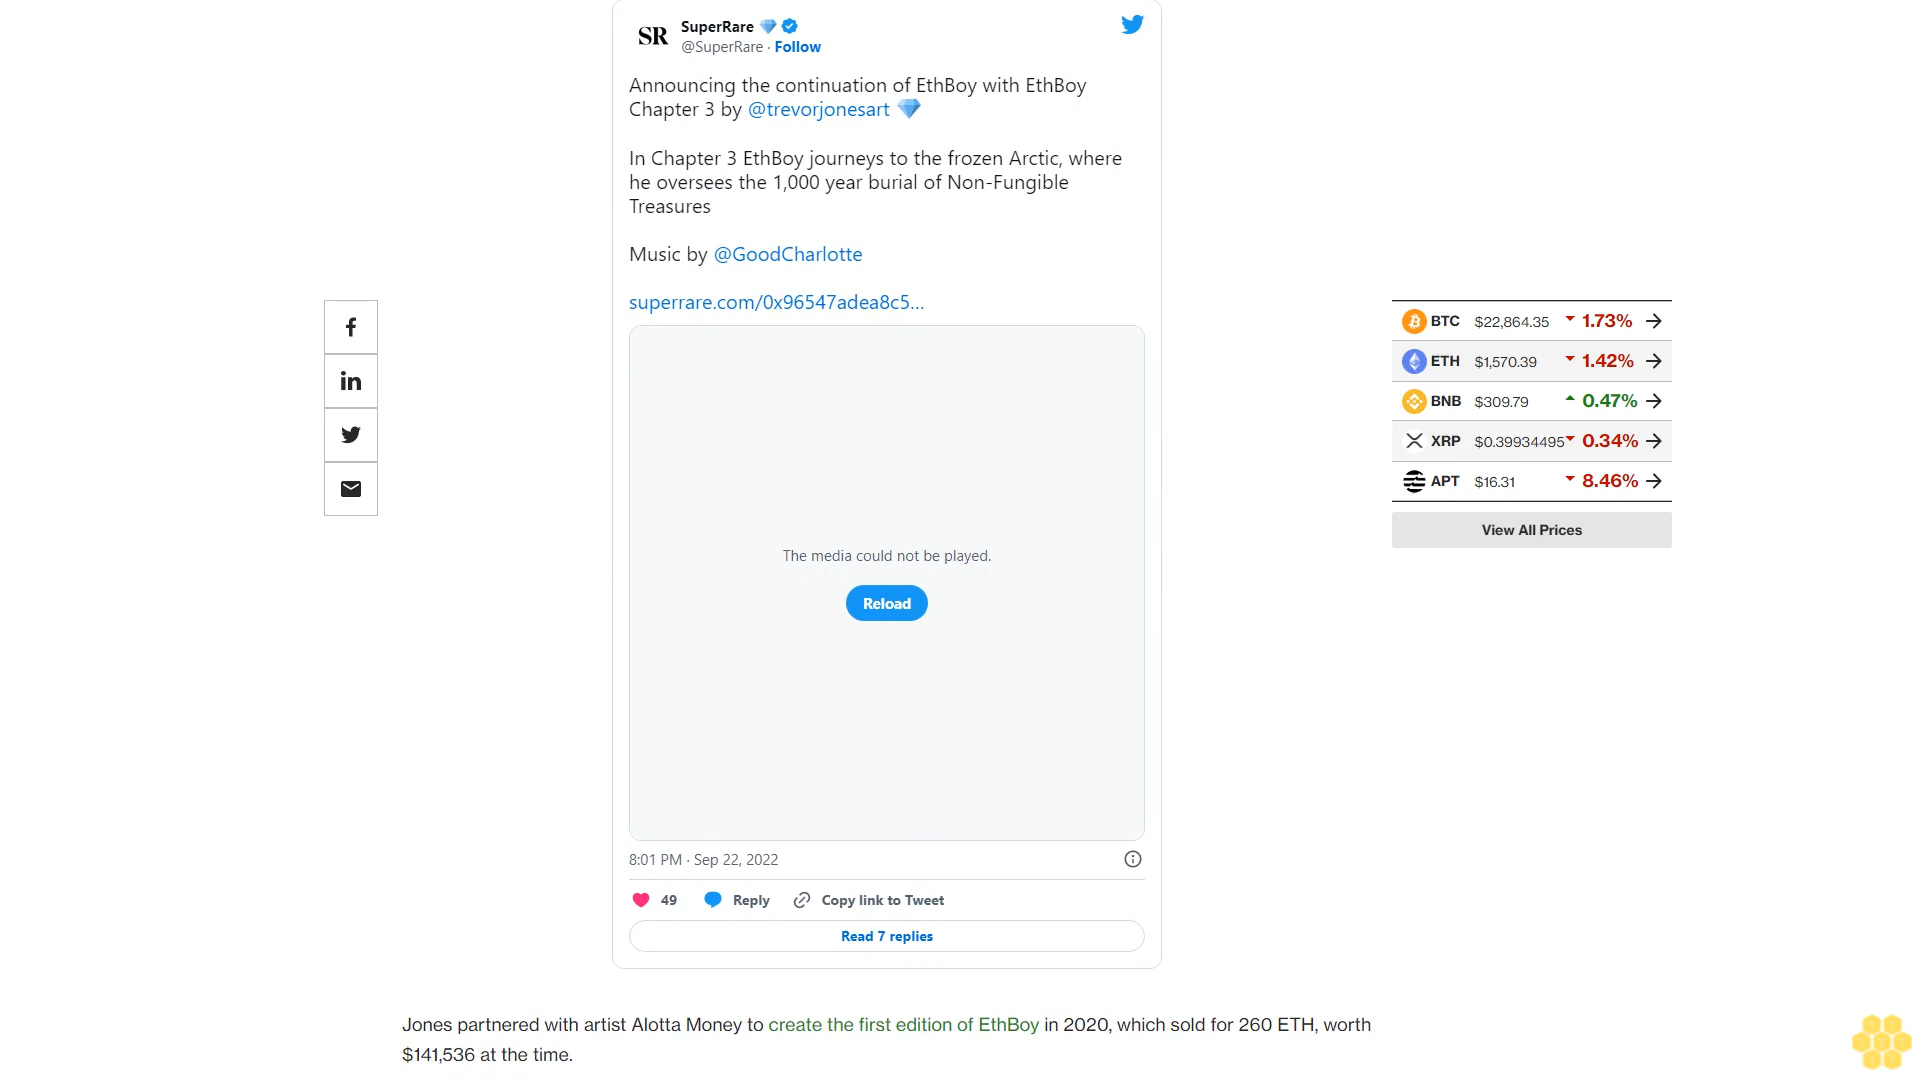 SR
SuperRare
@SuperRare · Follow
Announcing the continuation of EthBoy with EthBoy
Chapter 3 by @trevorjonesart
In Chapter 3 EthBoy journeys to the frozen Arctic, where
he oversees the 1,000 year burial of Non-Fungible
Treasures
Music by @GoodCharlotte
superrare.com/0x96547adea8c5…
The media could not be played.
Reload
8:01 PM · Sep 22, 2022
49 Reply Copy link to Tweet
Read 7 replies
f
in
BTC $22,864.35 1.73%
ETH $1,570.39 1.42%
BNB $309.79 0.47%
XRP $0.39934495 0.34%
APT $16.31 8.46%
View All Prices
Jones partnered with artist Alotta Money to create the first edition of EthBoy in 2020, which sold for 260 ETH, worth
$141,536 at the time.